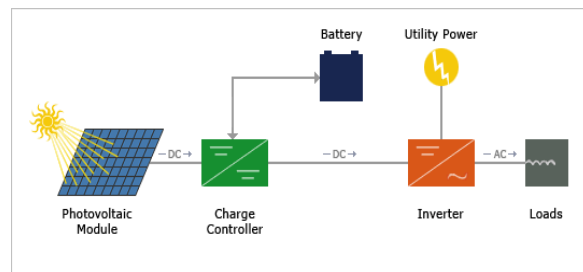 Battery
Utility Power
–DC→
–DC→
–AC→
Photovoltaic
Module
Charge
Controller
Inverter
Loads